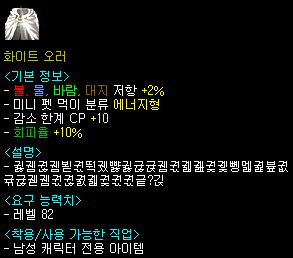 화이트 오러
<기본 정보>
- 불, 물, 바람, 대지 저항 +2%
- 미니 펫 먹이 분류 에너지형
- 감소 한계 CP +10
- 회피율 +10%
<설명>
<요구 능력치>
- 레벨 82
<착용/사용 가능한 직업>
- 남성 캐릭터 전용 아이템